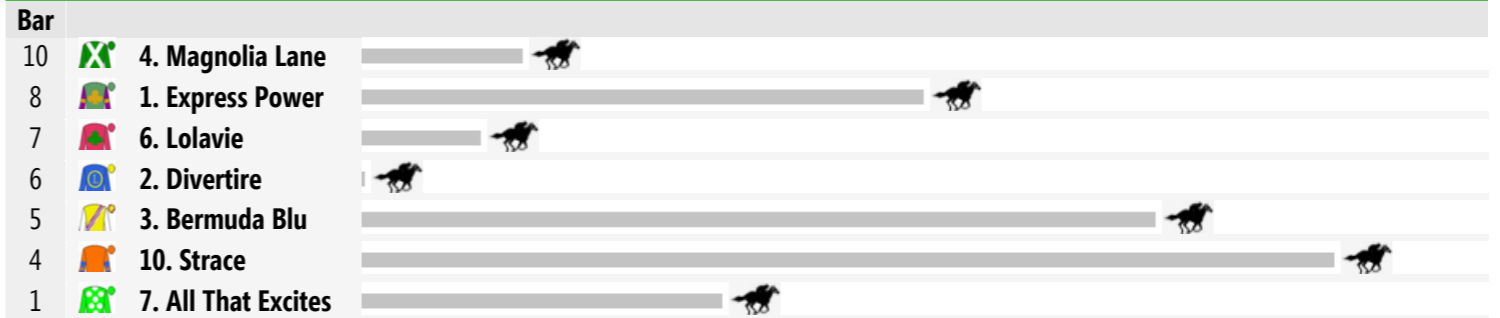 Bar
10 4. Magnolia Lane
8 1. Express Power
7 6. Lolavie
6 2. Divertire
5 3. Bermuda Blu
4 10. Strace
1 7. All That Excites